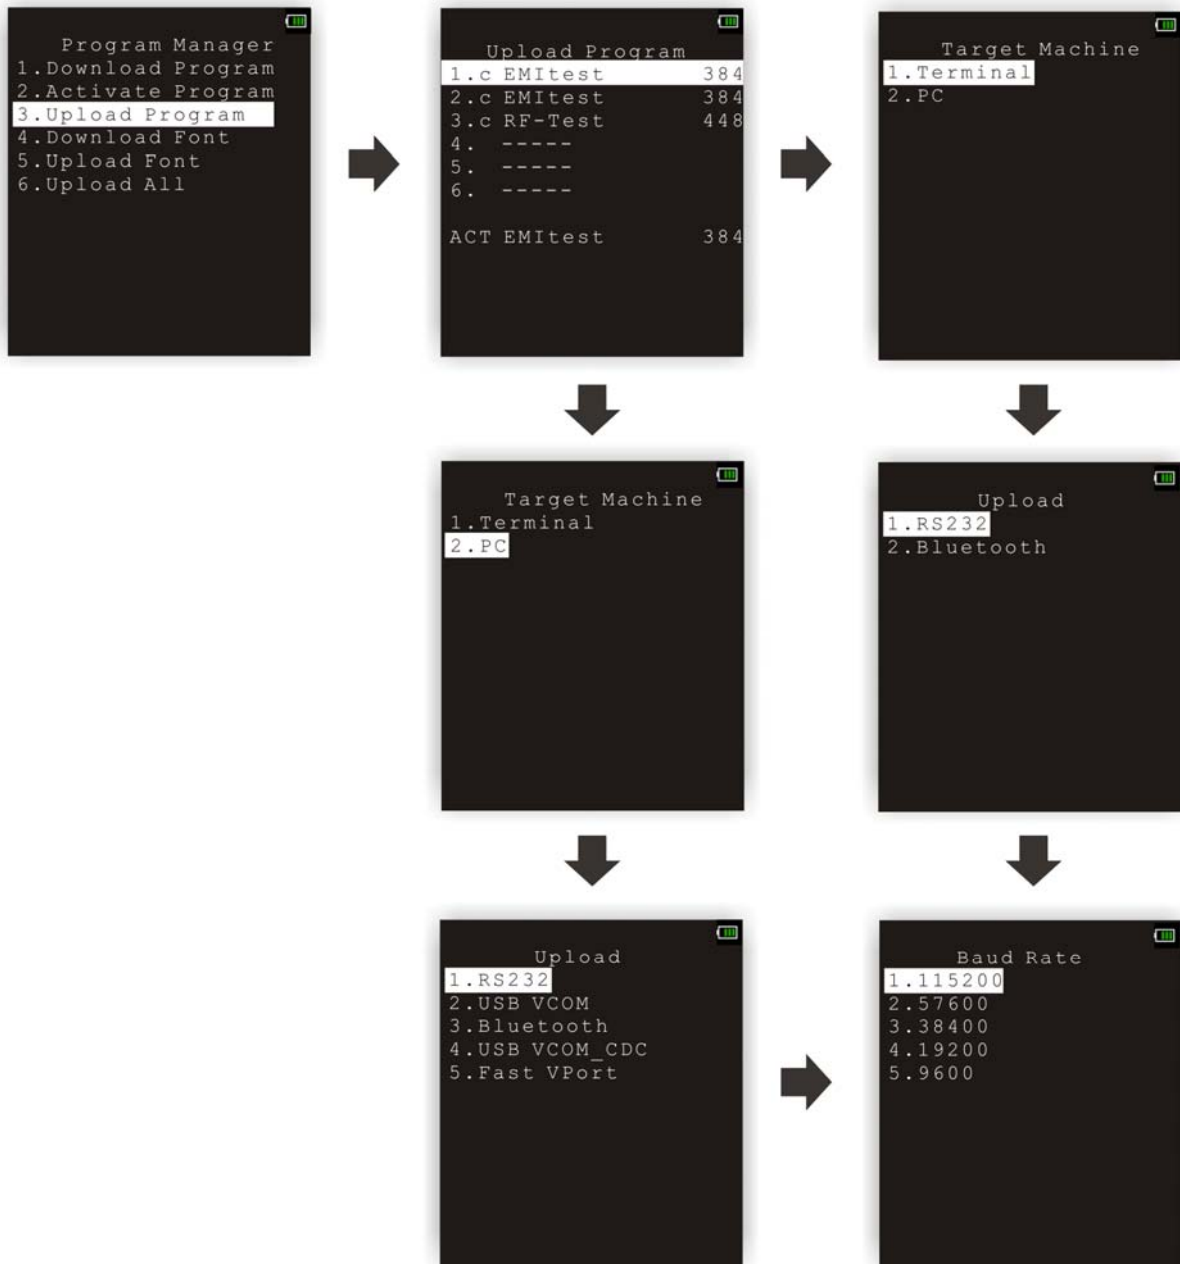 Program Manager
1.Download Program
2.Activate Program
3.Upload Program
4.Download Font
5.Upload Font
6.Upload All
Upload Program
1.c EMItest 384
2.c EMItest 384
3.c RF-Test 448
4. -----
5. -----
6. -----
ACT EMItest 384
Target Machine
1.Terminal
2.PC
Target Machine
1.Terminal
2.PC
Upload
1.RS232
2.Bluetooth
Upload
1.RS232
2.USB VCOM
3.Bluetooth
4.USB VCOM_CDC
5.Fast VPort
Baud Rate
1.115200
2.57600
3.38400
4.19200
5.9600